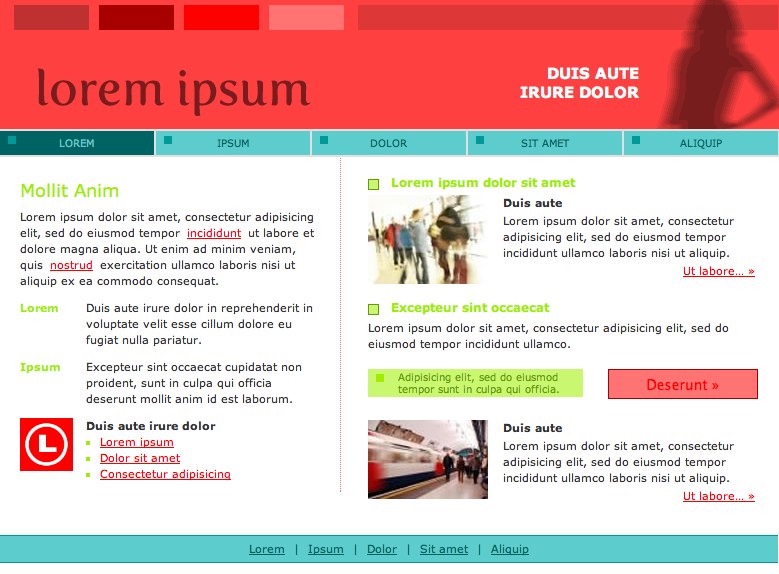 lorem ipsum
DUIS AUTE
IRURE DOLOR
LOREM
IPSUM
DOLOR
SIT AMET
ALIQUIP
Mollit Anim
Lorem ipsum dolor sit amet, consectetur adipisicing
elit, sed do eiusmod tempor incididunt ut labore et
dolore magna aliqua. Ut enim ad minim veniam,
quis nostrud exercitation ullamco laboris nisi ut
aliquip ex ea commodo consequat.
Lorem
Duis aute irure dolor in reprehenderit in
voluptate velit esse cillum dolore eu
fugiat nulla pariatur.
Ipsum
Excepteur sint occaecat cupidatat non
proident, sunt in culpa qui officia
deserunt mollit anim id est laborum.
L
Duis aute irure dolor
Lorem ipsum
Dolor sit amet
Consectetur adipisicing
Lorem ipsum dolor sit amet
Duis aute
Lorem ipsum dolor sit amet, consectetur
adipisicing elit, sed do eiusmod tempor
incididunt ut labore sit magna aliquam.
Ut labore... »
Excepteur sint occaecat
Lorem ipsum dolor sit amet, consectetur adipisicing elit, sed do
eiusmod tempor incididunt ullamco.
Adipisicing elit, sed do eiusmod
tempor sunt in culpa qui officia.
Deserunt »
Duis aute
Lorem ipsum dolor sit amet, consectetur
adipisicing elit, sed do eiusmod tempor
incididunt ut labore sit magna aliquam.
Ut labore... »
Lorem | Ipsum | Dolor | Sit amet | Aliquip